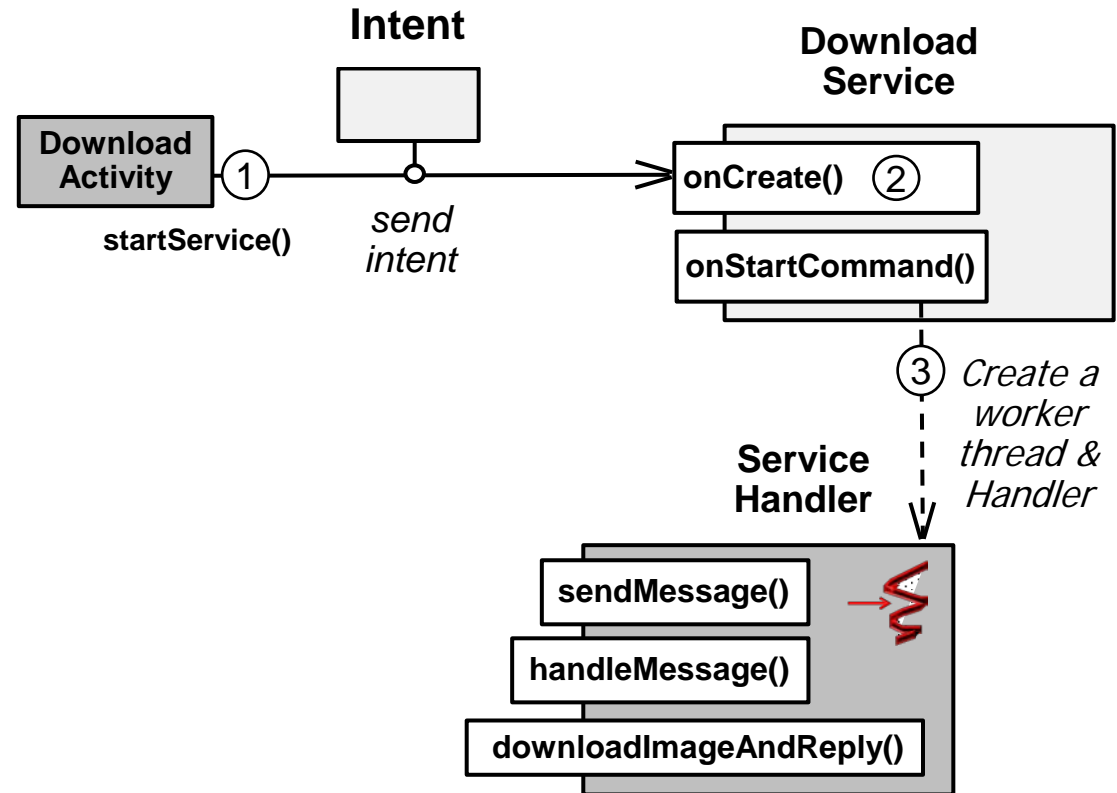 Intent
Download
Service
Download
Activity
1
startService()
send
intent
onCreate()
2
onStartCommand()
3
Create a
worker
thread &
Handler
Service
Handler
sendMessage()
handleMessage()
downloadImageAndReply()